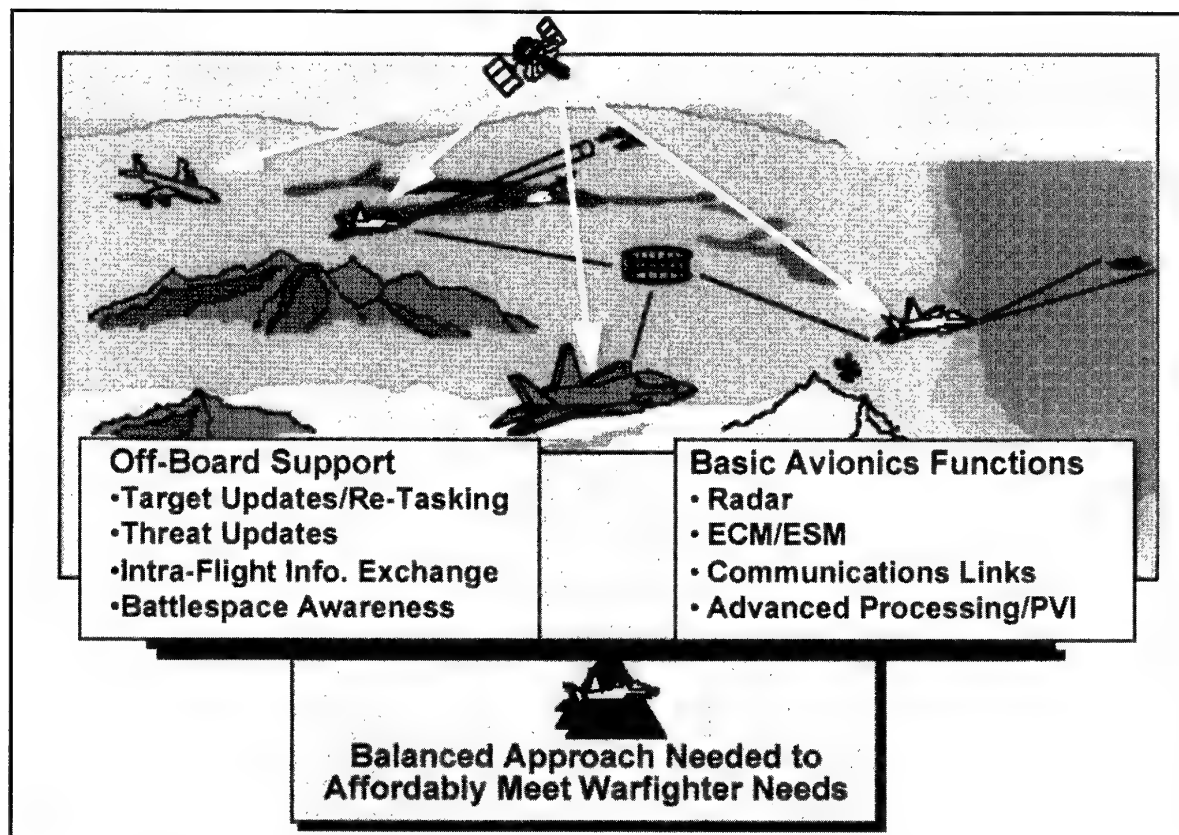 Off-Board Support
•Target Updates/Re-Tasking
•Threat Updates
•Intra-Flight Info. Exchange
•Battlespace Awareness
Basic Avionics Functions
• Radar
• ECM/ESM
• Communications Links
• Advanced Processing/PVI
Balanced Approach Needed to
Affordably Meet Warfighter Needs